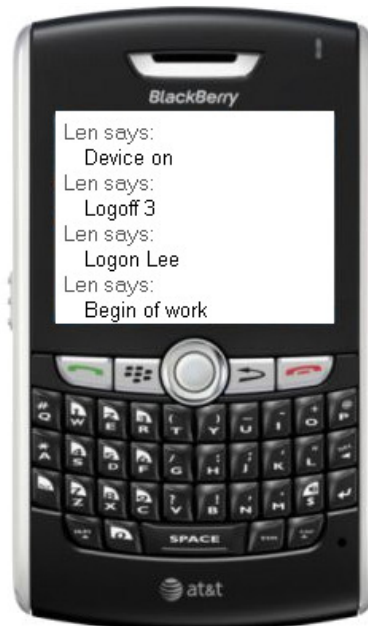 BlackBerry
Len says:
Device on
Len says:
Logoff 3
Len says:
Logon Lee
Len says:
Begin of work
Q W E R T Y U I O P
A S D F G H J K L
Z X C V B N M $
SPACE
at&t